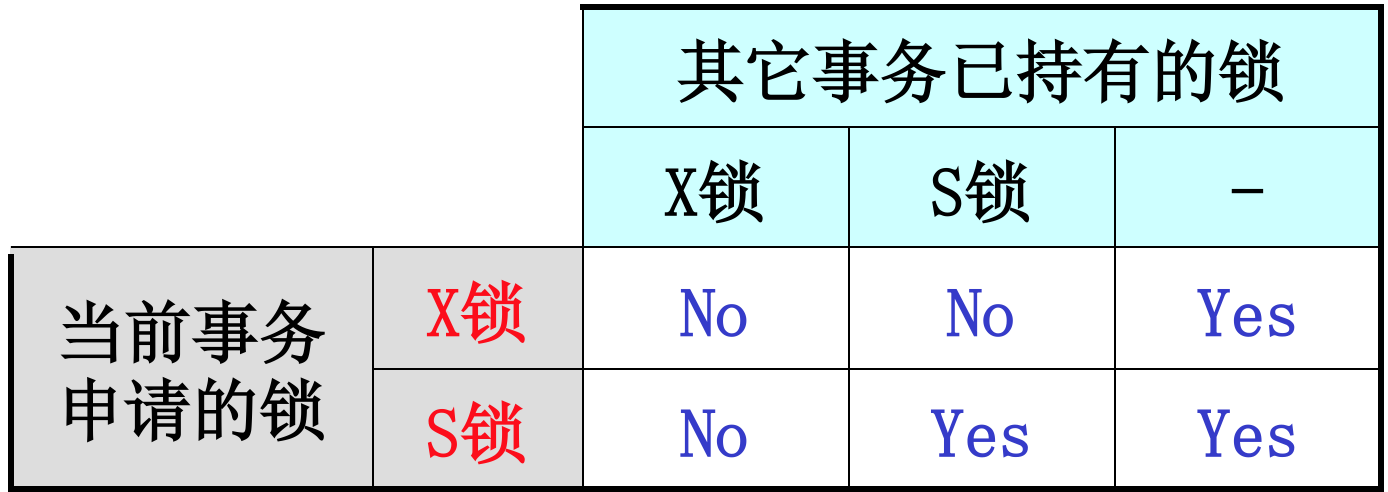 其它事务已持有的锁
X锁 S锁 -
当前事务
申请的锁
X锁 No No Yes
S锁 No Yes Yes